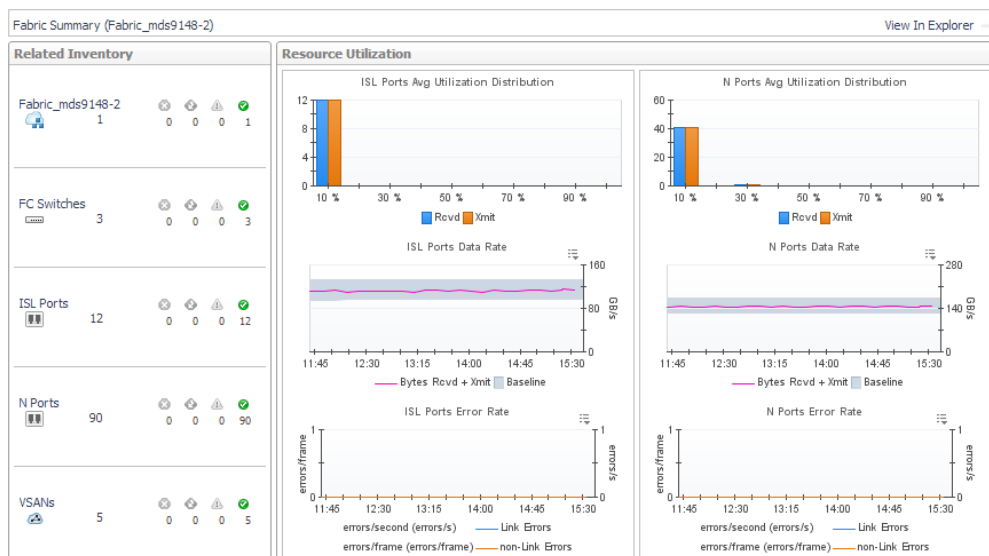 Fabric Summary (Fabric_mds9148-2)
View In Explorer
Related Inventory
Fabric_mds9148-2
1
0 0 0 1
FC Switches
3
0 0 0 3
ISL Ports
12
0 0 0 12
N Ports
90
0 0 0 90
VSANs
5
0 0 0 5
Resource Utilization
ISL Ports Avg Utilization Distribution
12
8
4
0
10 % 30 % 50 % 70 % 90 %
Rcvd Xmit
N Ports Avg Utilization Distribution
60
40
20
0
10 % 30 % 50 % 70 % 90 %
Rcvd Xmit
ISL Ports Data Rate
160
80
0
GB/s
11:45 12:30 13:15 14:00 14:45 15:30
Bytes Rcvd + Xmit Baseline
N Ports Data Rate
280
140
0
GB/s
11:45 12:30 13:15 14:00 14:45 15:30
Bytes Rcvd + Xmit Baseline
ISL Ports Error Rate
1 1
errors/frame
errors/s
0 0
11:45 12:30 13:15 14:00 14:45 15:30
errors/second (errors/s) Link Errors
errors/frame (errors/frame) non-Link Errors
N Ports Error Rate
1 1
errors/frame
errors/s
0 0
11:45 12:30 13:15 14:00 14:45 15:30
errors/second (errors/s) Link Errors
errors/frame (errors/frame) non-Link Errors